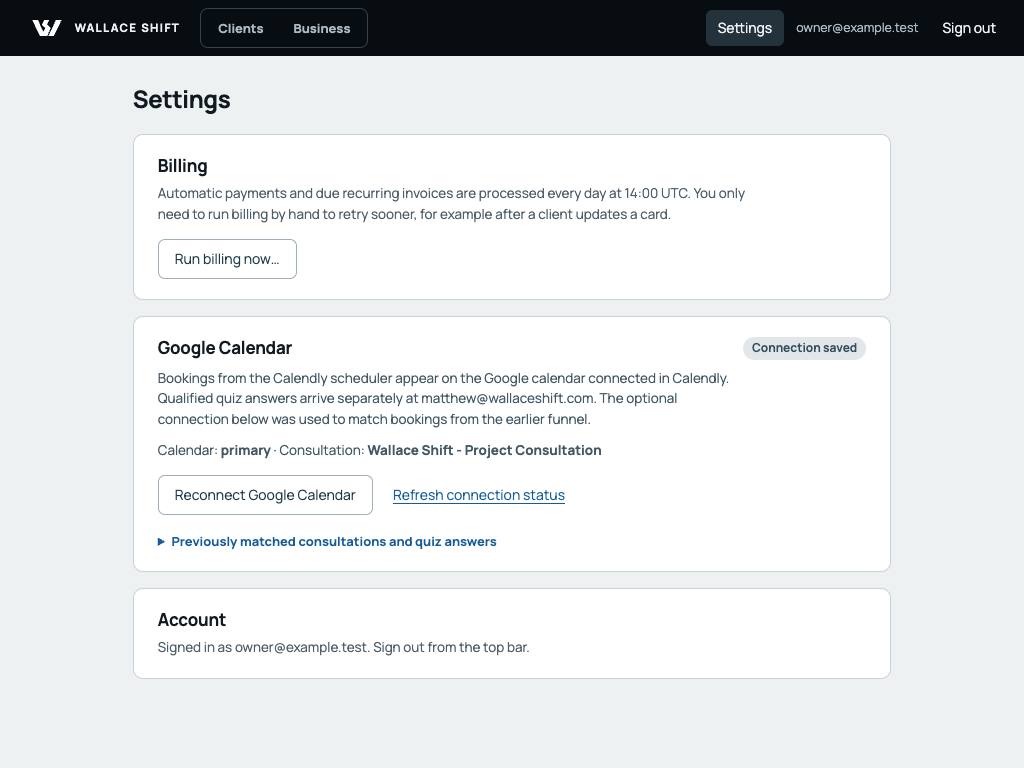 WALLACE SHIFT
Clients
Business
Settings
owner@example.test
Sign out
Settings
Billing
Automatic payments and due recurring invoices are processed every day at 14:00 UTC. You only
need to run billing by hand to retry sooner, for example after a client updates a card.
Run billing now…
Google Calendar
Connection saved
Bookings from the Calendly scheduler appear on the Google calendar connected in Calendly.
Qualified quiz answers arrive separately at matthew@wallaceshift.com. The optional
connection below was used to match bookings from the earlier funnel.
Calendar: primary · Consultation: Wallace Shift - Project Consultation
Reconnect Google Calendar
Refresh connection status
Previously matched consultations and quiz answers
Account
Signed in as owner@example.test. Sign out from the top bar.